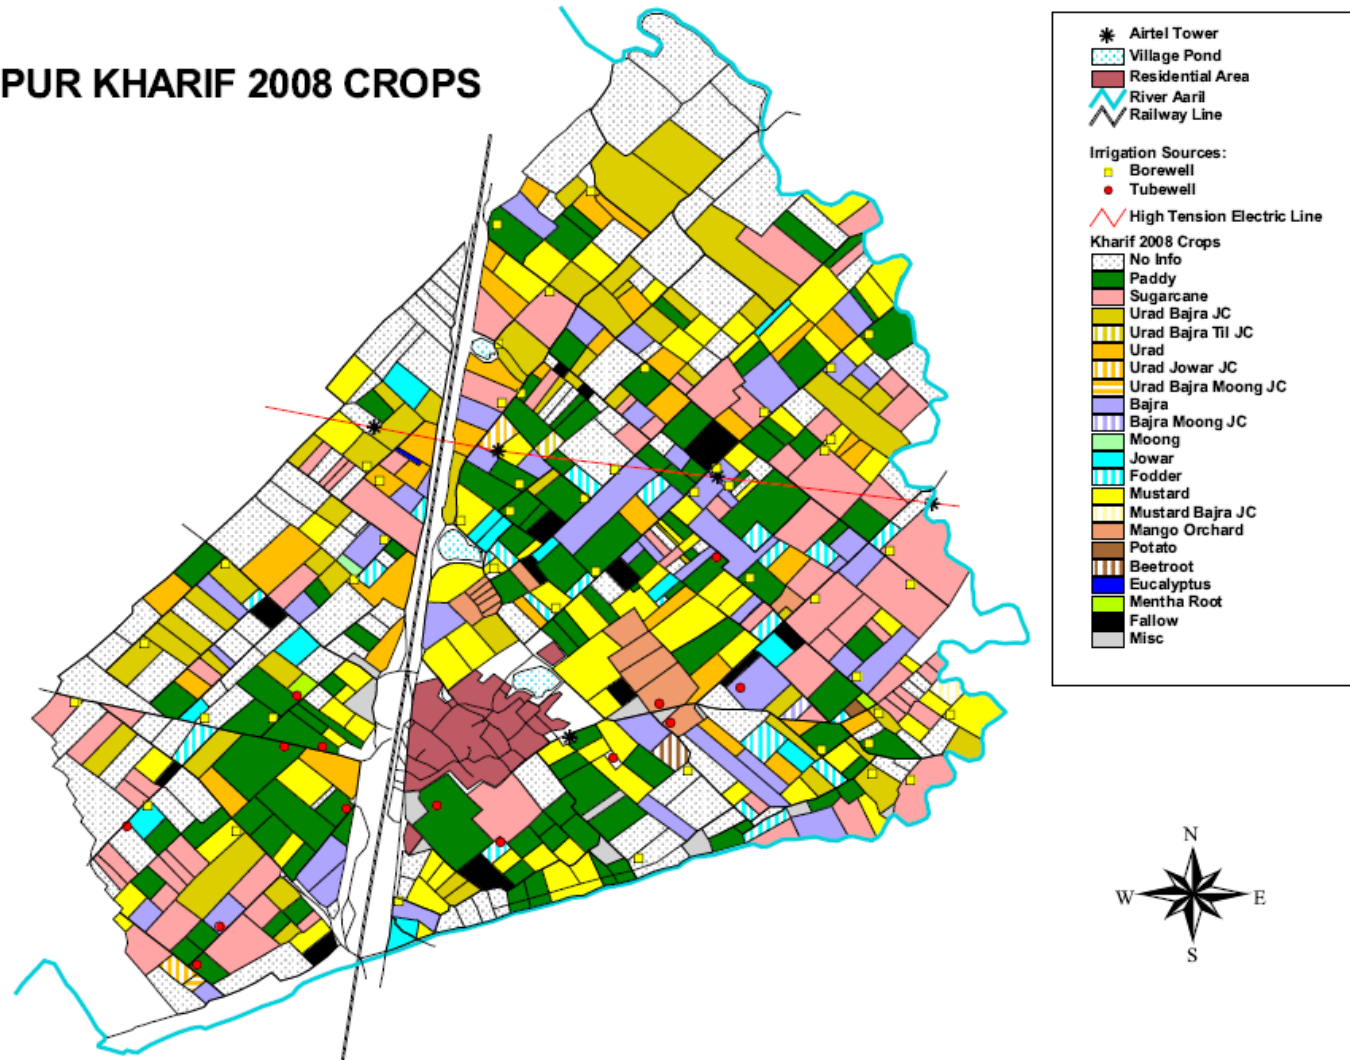 PUR KHARIF 2008 CROPS
Airtel Tower
Village Pond
Residential Area
River Aaril
Railway Line
Irrigation Sources:
Borewell
Tubewell
High Tension Electric Line
Kharif 2008 Crops
No Info
Paddy
Sugarcane
Urad Bajra JC
Urad Bajra Til JC
Urad
Urad Jowar JC
Urad Bajra Moong JC
Bajra
Bajra Moong JC
Moong
Jowar
Fodder
Mustard
Mustard Bajra JC
Mango Orchard
Potato
Beetroot
Eucalyptus
Mentha Root
Fallow
Misc
N
W E
S